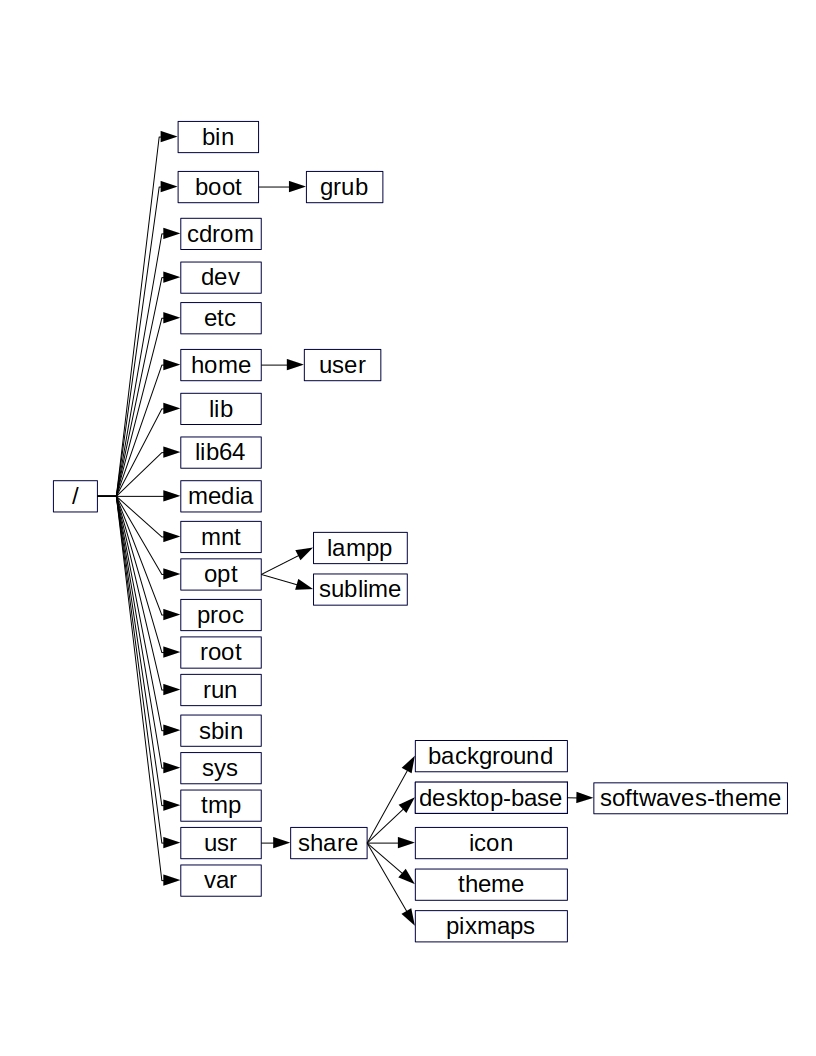 bin
boot
grub
cdrom
dev
etc
home
user
lib
lib64
/
media
mnt
lampp
opt
sublime
proc
root
run
sbin
background
sys
desktop-base
softwaves-theme
tmp
usr
share
icon
var
theme
pixmaps